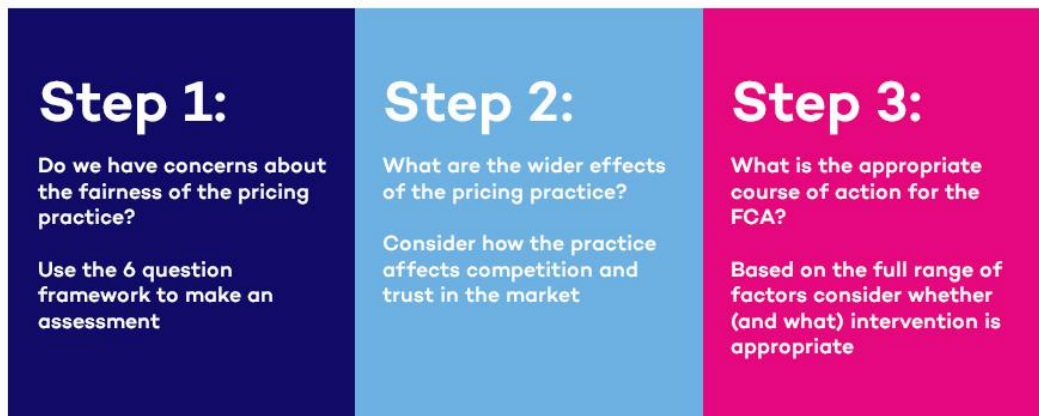 Step 1:
Do we have concerns about
the fairness of the pricing
practice?
Use the 6 question
framework to make an
assessment
Step 2:
What are the wider effects
of the pricing practice?
Consider how the practice
affects competition and
trust in the market
Step 3:
What is the appropriate
course of action for the
FCA?
Based on the full range of
factors consider whether
(and what) intervention is
appropriate